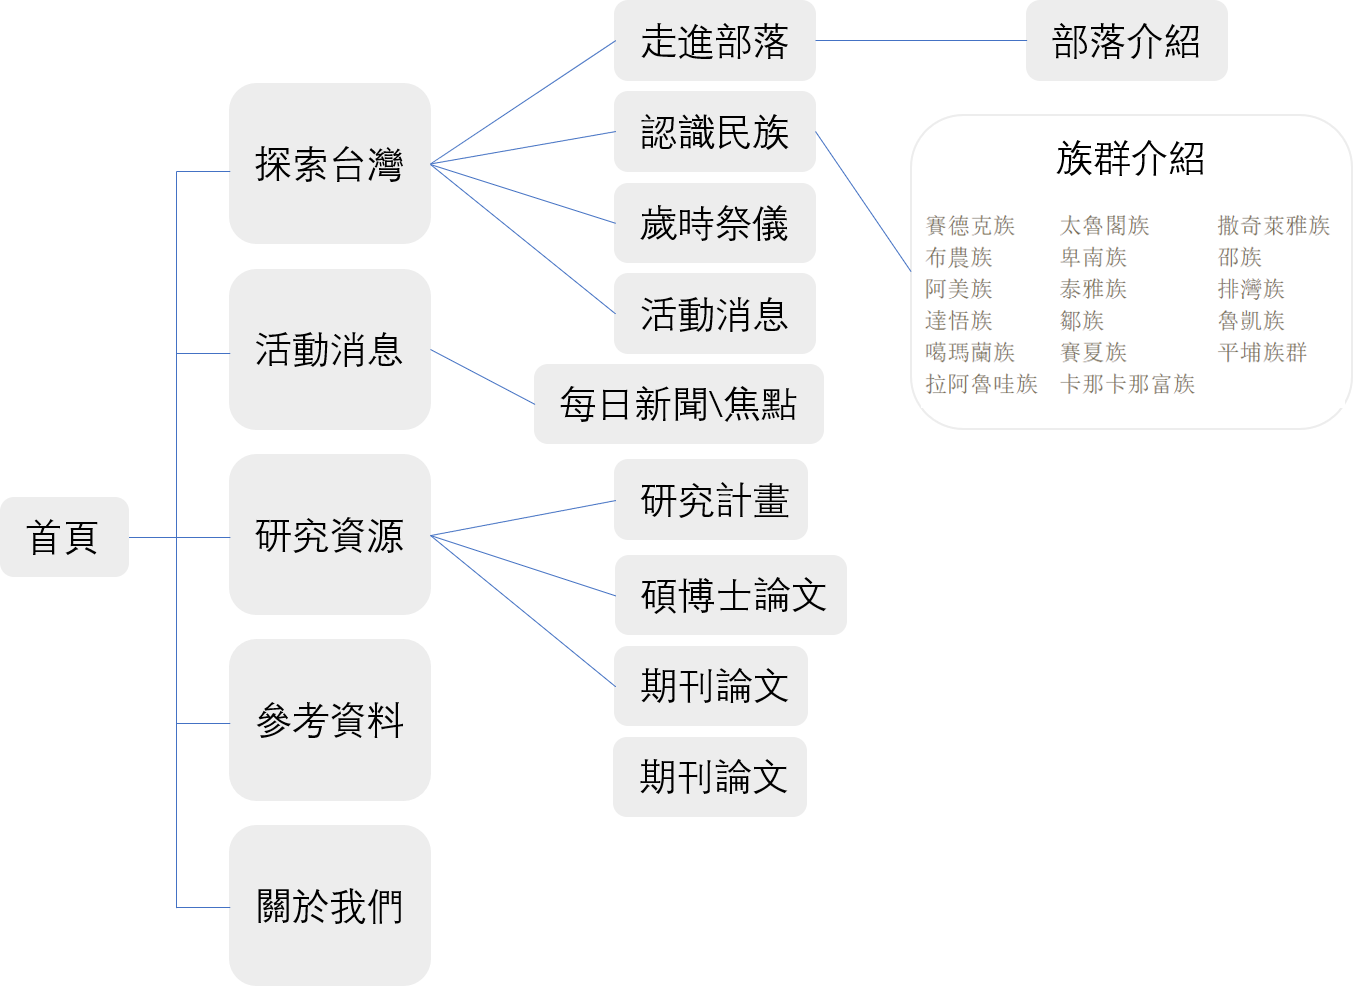 首頁
探索台灣
走進部落
部落介紹
認識民族
族群介紹
賽德克族 太魯閣族 撒奇萊雅族
布農族 卑南族 邵族
阿美族 泰雅族 排灣族
達悟族 鄒族 魯凱族
噶瑪蘭族 賽夏族 平埔族群
拉阿魯哇族 卡那卡那富族
歲時祭儀
活動消息
活動消息
每日新聞\焦點
研究資源
研究計畫
碩博士論文
期刊論文
期刊論文
參考資料
關於我們